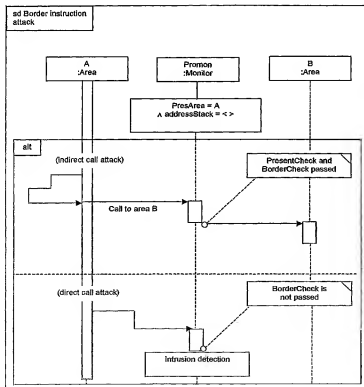 sd Border instruction
attack
A
:Area
Promon
:Monitor
B
:Area
PresArea = A
∧ addressStack = < >
alt
(indirect call attack)
PresentCheck and
BorderCheck passed
Call to area B
(direct call attack)
BorderCheck is
not passed
Intrusion detection